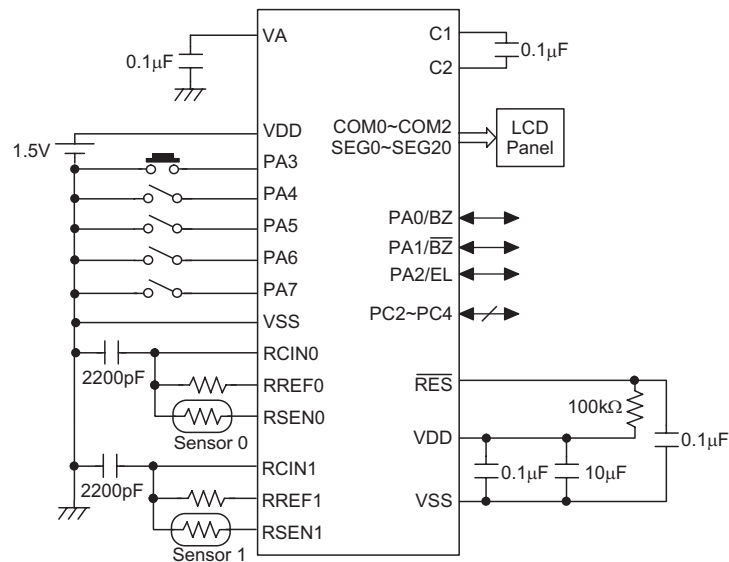 VA
C1
0.1μF
0.1μF
C2
VDD
COM0~COM2
SEG0~SEG20
LCD
Panel
1.5V
PA3
PA4
PA5
PA6
PA7
PA0/BZ
PA1/B̅Z̅
PA2/EL
PC2~PC4
VSS
RCIN0
2200pF
RREF0
RSEN0
Sensor 0
R̅E̅S̅
100kΩ
VDD
0.1μF
0.1μF
10μF
VSS
RCIN1
2200pF
RREF1
RSEN1
Sensor 1